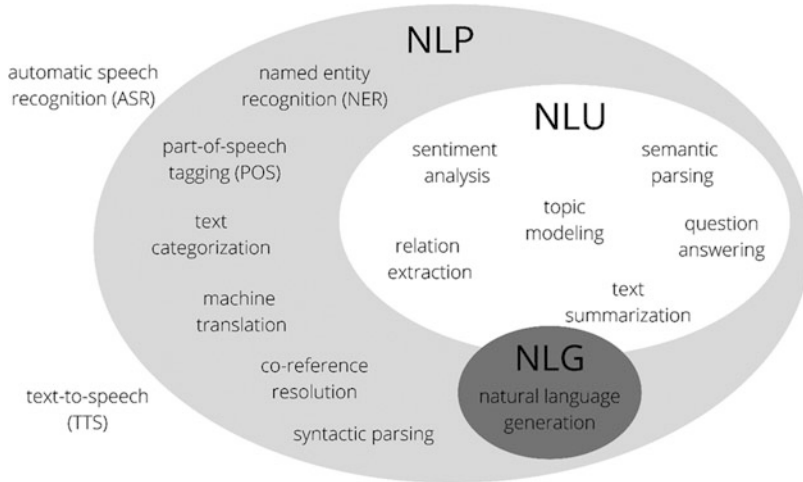 NLP
automatic speech
recognition (ASR)
named entity
recognition (NER)
NLU
part-of-speech
tagging (POS)
sentiment
analysis
semantic
parsing
topic
modeling
text
categorization
question
answering
relation
extraction
machine
translation
text
summarization
NLG
co-reference
resolution
natural language
generation
text-to-speech
(TTS)
syntactic parsing